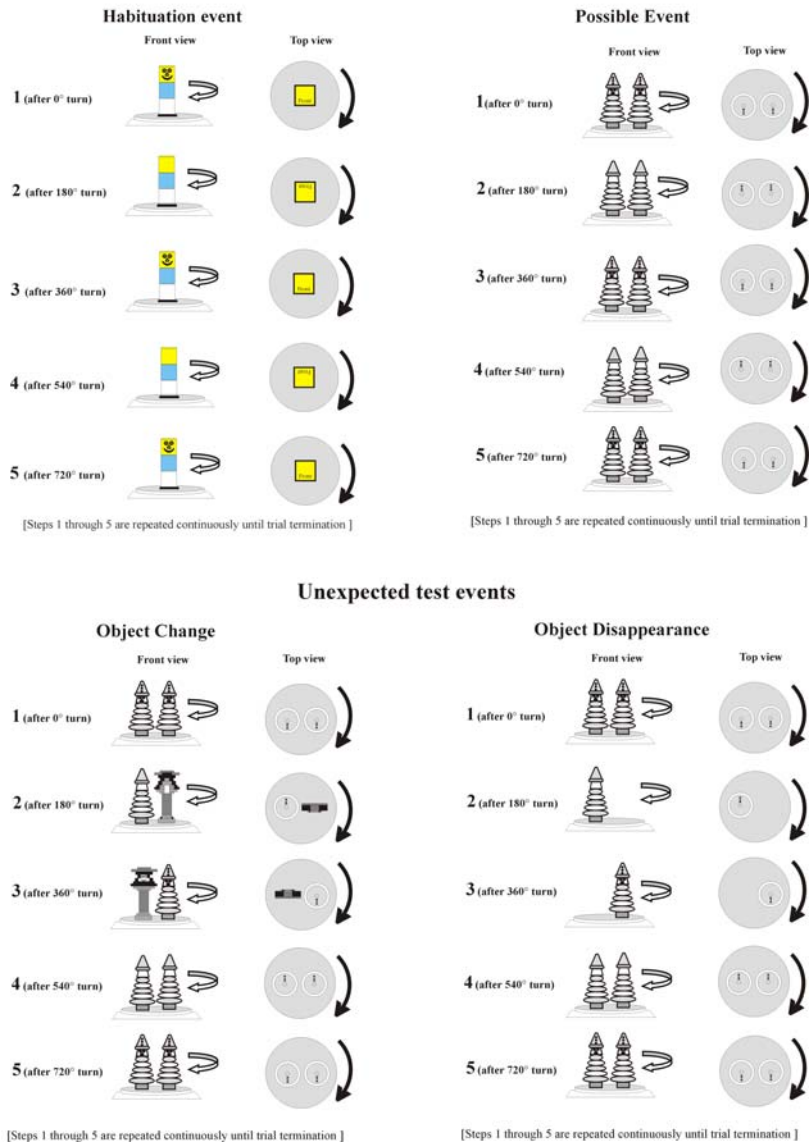 Habituation event
Front view Top view
1 (after 0° turn)
Front
2 (after 180° turn)
3 (after 360° turn)
Front
4 (after 540° turn)
5 (after 720° turn)
Front
[Steps 1 through 5 are repeated continuously until trial termination ]
Possible Event
Front view Top view
1 (after 0° turn)
2 (after 180° turn)
3 (after 360° turn)
4 (after 540° turn)
5 (after 720° turn)
[Steps 1 through 5 are repeated continuously until trial termination ]
Unexpected test events
Object Change
Front view Top view
1 (after 0° turn)
2 (after 180° turn)
3 (after 360° turn)
4 (after 540° turn)
5 (after 720° turn)
[Steps 1 through 5 are repeated continuously until trial termination ]
Object Disappearance
Front view Top view
1 (after 0° turn)
2 (after 180° turn)
3 (after 360° turn)
4 (after 540° turn)
5 (after 720° turn)
[Steps 1 through 5 are repeated continuously until trial termination ]